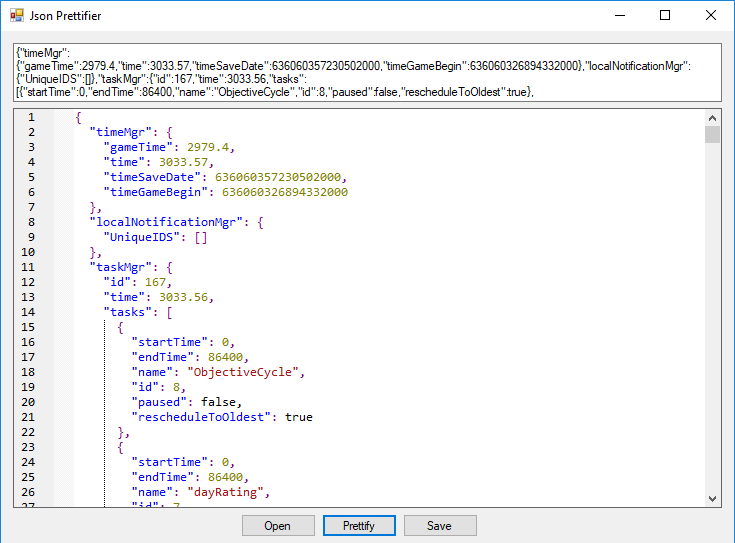 Json Prettifier
{"timeMgr":
{"gameTime":2979.4,"time":3033.57,"timeSaveDate":636060357230502000,"timeGameBegin":636060326894332000},"localNotificationMgr":
{"UniqueIDS":[]},"taskMgr":{"id":167,"time":3033.56,"tasks":
[{"startTime":0,"endTime":86400,"name":"ObjectiveCycle","id":8,"paused":false,"rescheduleToOldest":true},
1 {
2 "timeMgr": {
3 "gameTime": 2979.4,
4 "time": 3033.57,
5 "timeSaveDate": 636060357230502000,
6 "timeGameBegin": 636060326894332000
7 },
8 "localNotificationMgr": {
9 "UniqueIDS": []
10 },
11 "taskMgr": {
12 "id": 167,
13 "time": 3033.56,
14 "tasks": [
15 {
16 "startTime": 0,
17 "endTime": 86400,
18 "name": "ObjectiveCycle",
19 "id": 8,
20 "paused": false,
21 "rescheduleToOldest": true
22 },
23 {
24 "startTime": 0,
25 "endTime": 86400,
26 "name": "dayRating",
27 "id": 7,
Open Prettify Save